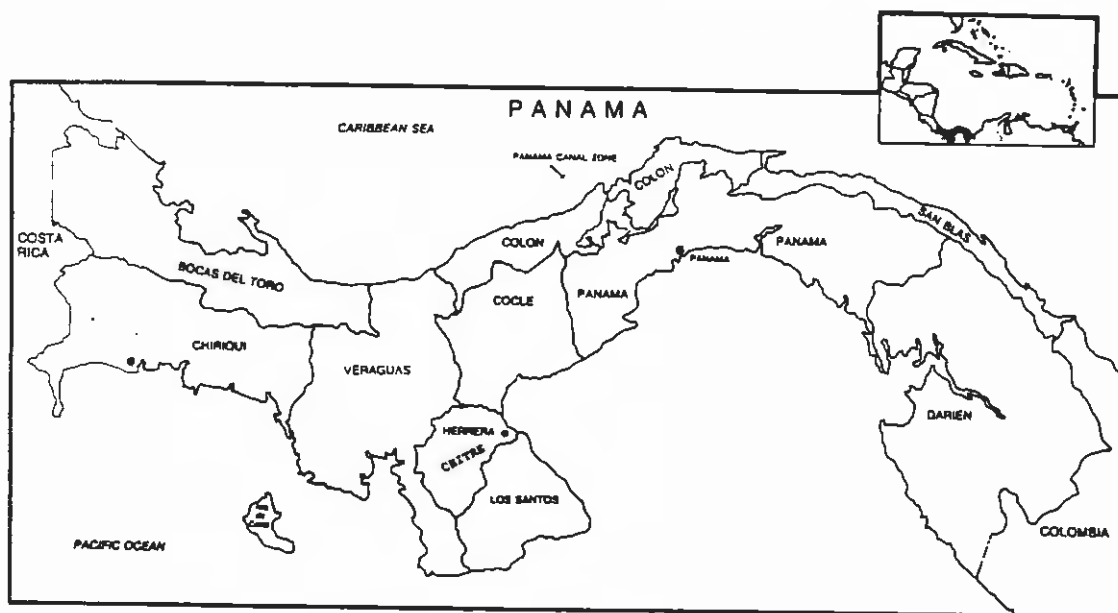 PANAMA
CARIBBEAN SEA
PANAMA CANAL ZONE
COLON
SAN BLAS
COSTA
RICA
COLON
PANAMA
PANAMA
BOCAS DEL TORO
COCLE
PANAMA
CHIRIQUI
VERAGUAS
HERRERA
CHITRE
DARIEN
LOS SANTOS
COLOMBIA
PACIFIC OCEAN